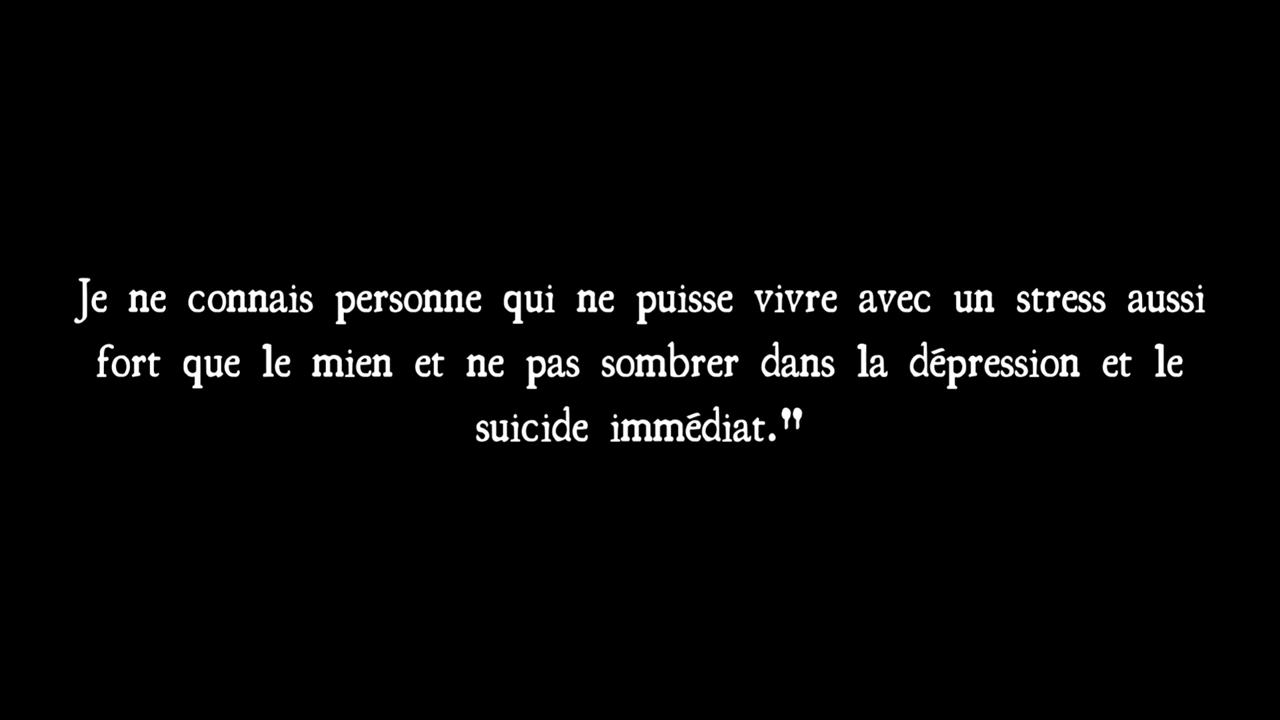 Je ne connais personne qui ne puisse vivre avec un stress aussi
fort que le mien et ne pas sombrer dans la dépression et le
suicide immédiat."